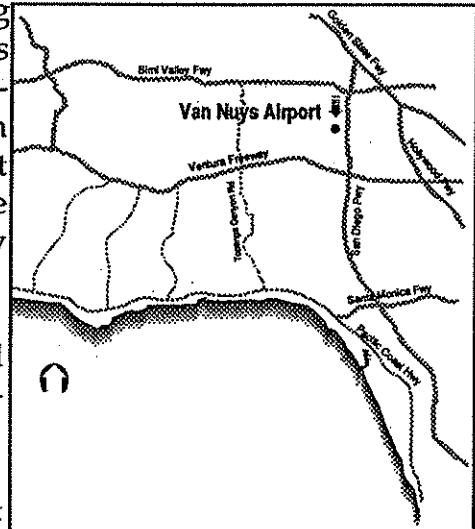 Golden State Fwy
Simi Valley Fwy
Van Nuys Airport
Hollywood Fwy
Ventura Freeway
Topanga Canyon Rd
San Diego Fwy
Santa Monica Fwy
Pacific Coast Hwy